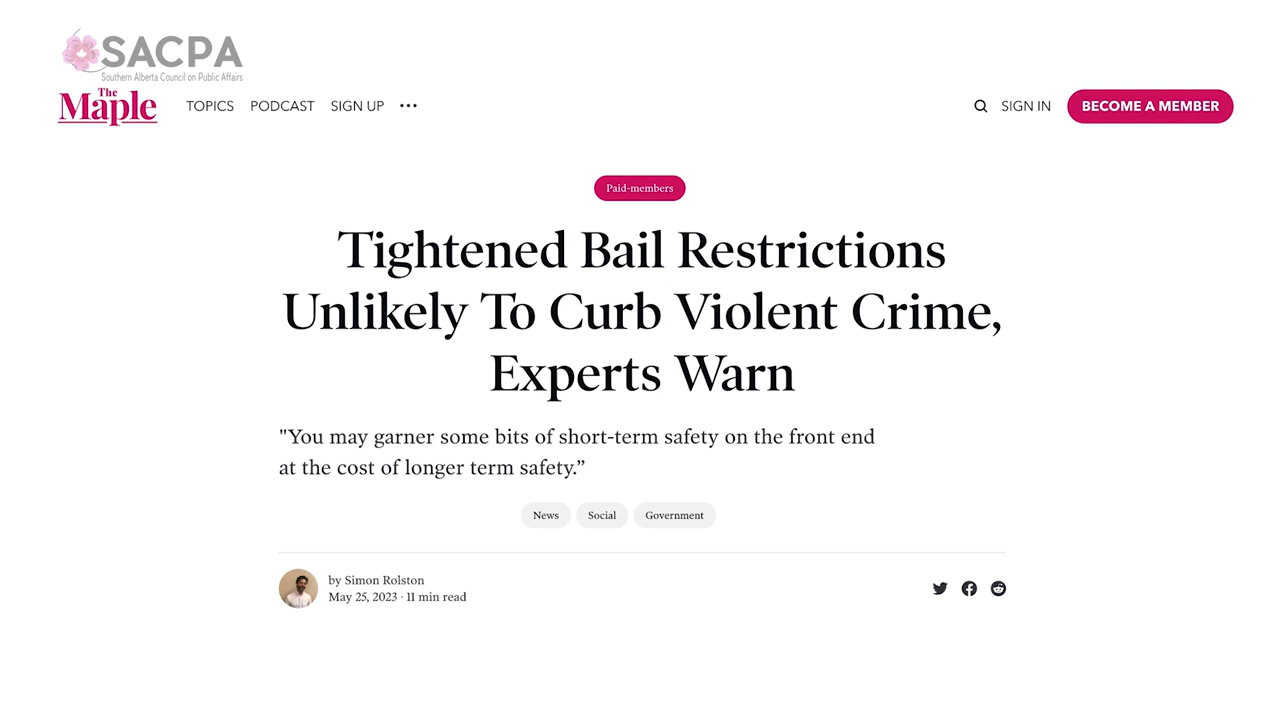 SACPA
Southern Alberta Council on Public Affairs
The Maple
TOPICS PODCAST SIGN UP •••
SIGN IN BECOME A MEMBER
Paid-members
Tightened Bail Restrictions
Unlikely To Curb Violent Crime,
Experts Warn
"You may garner some bits of short-term safety on the front end
at the cost of longer term safety.”
News Social Government
by Simon Rolston
May 25, 2023 · 11 min read